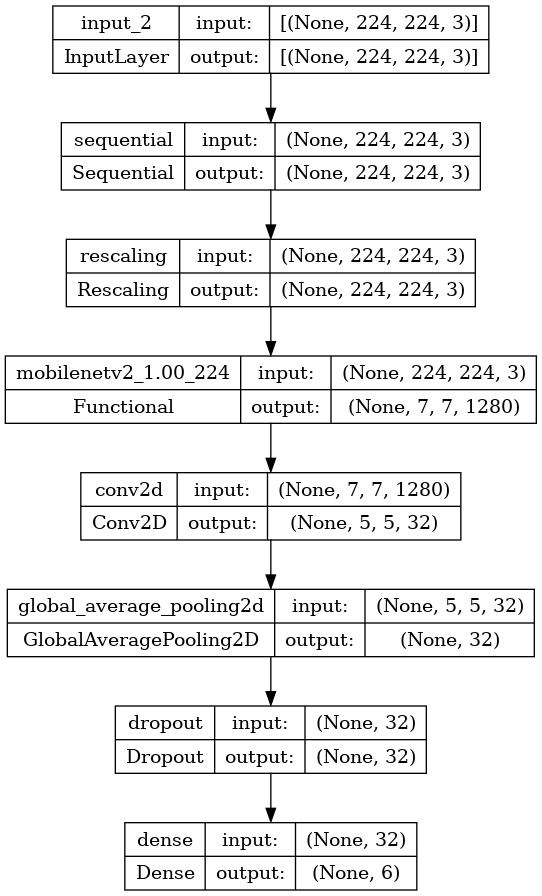 input_2 input: [(None, 224, 224, 3)]
InputLayer output: [(None, 224, 224, 3)]
sequential input: (None, 224, 224, 3)
Sequential output: (None, 224, 224, 3)
rescaling input: (None, 224, 224, 3)
Rescaling output: (None, 224, 224, 3)
mobilenetv2_1.00_224 input: (None, 224, 224, 3)
Functional output: (None, 7, 7, 1280)
conv2d input: (None, 7, 7, 1280)
Conv2D output: (None, 5, 5, 32)
global_average_pooling2d input: (None, 5, 5, 32)
GlobalAveragePooling2D output: (None, 32)
dropout input: (None, 32)
Dropout output: (None, 32)
dense input: (None, 32)
Dense output: (None, 6)